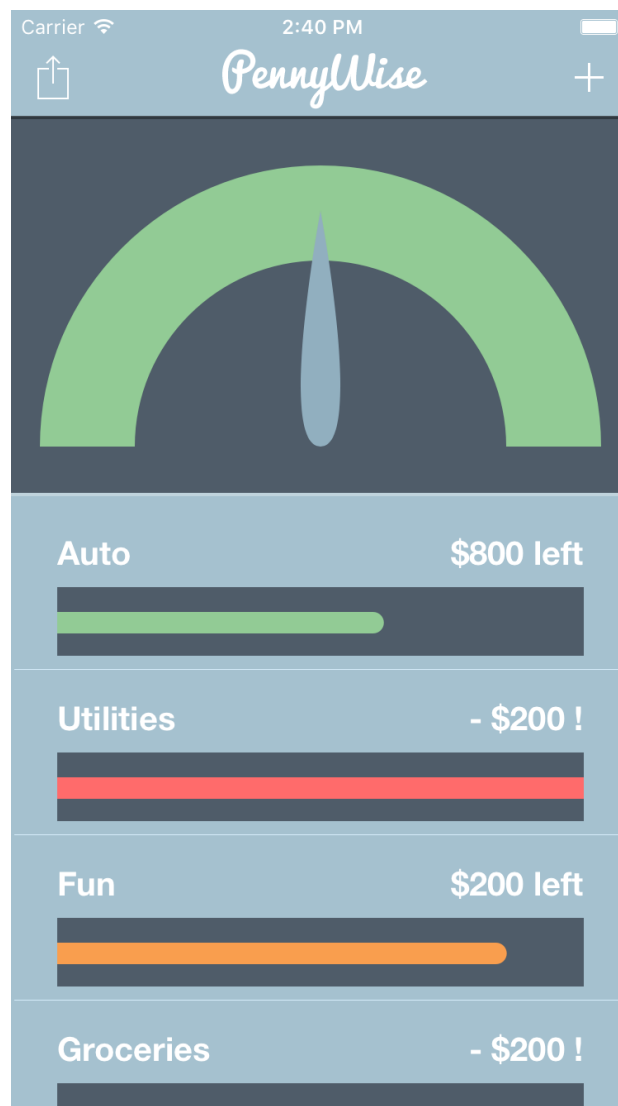 Carrier 2:40 PM
PennyWise
Auto $800 left
Utilities - $200 !
Fun $200 left
Groceries - $200 !